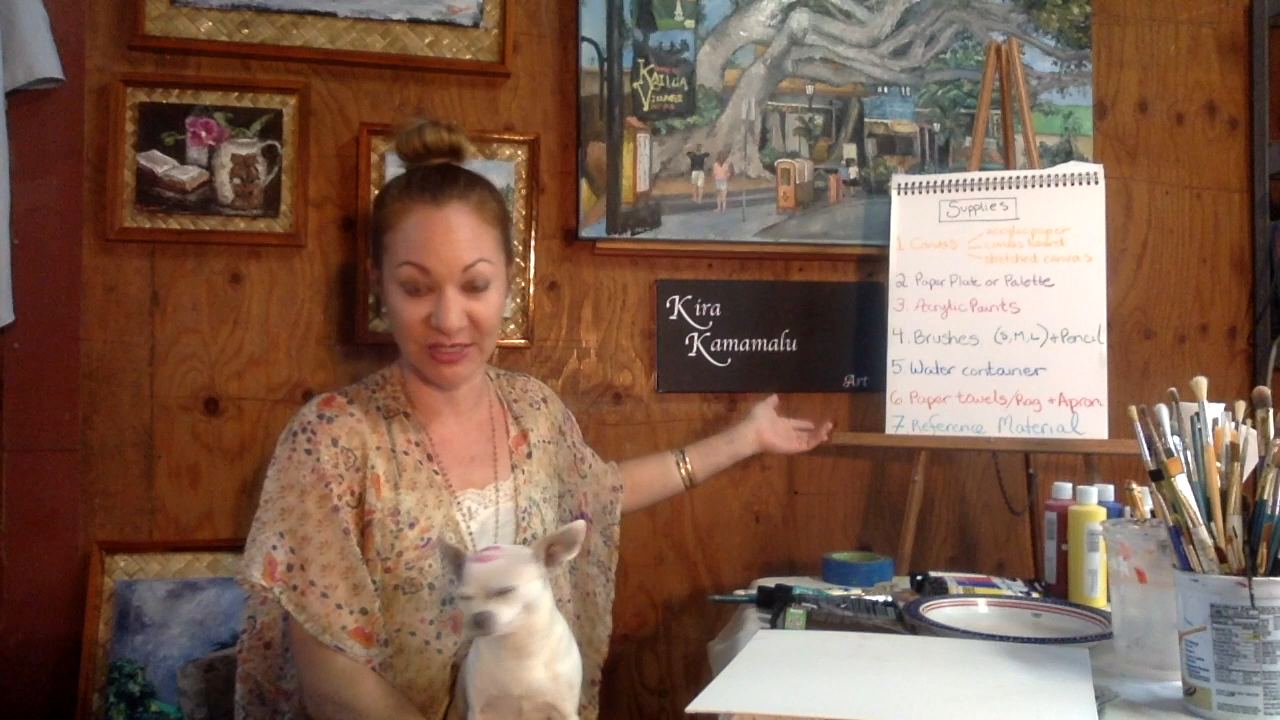 KAILUA
VILLAGE
Kira
Kamamalu
Art
Supplies
1. Canvas
acrylic paper
canvas board
stretched canvas
2. Paper Plate or Palette
3. Acrylic Paints
4. Brushes (S, M, L) + Pencil
5. Water container
6. Paper towels/Rag + Apron
7. Reference Material